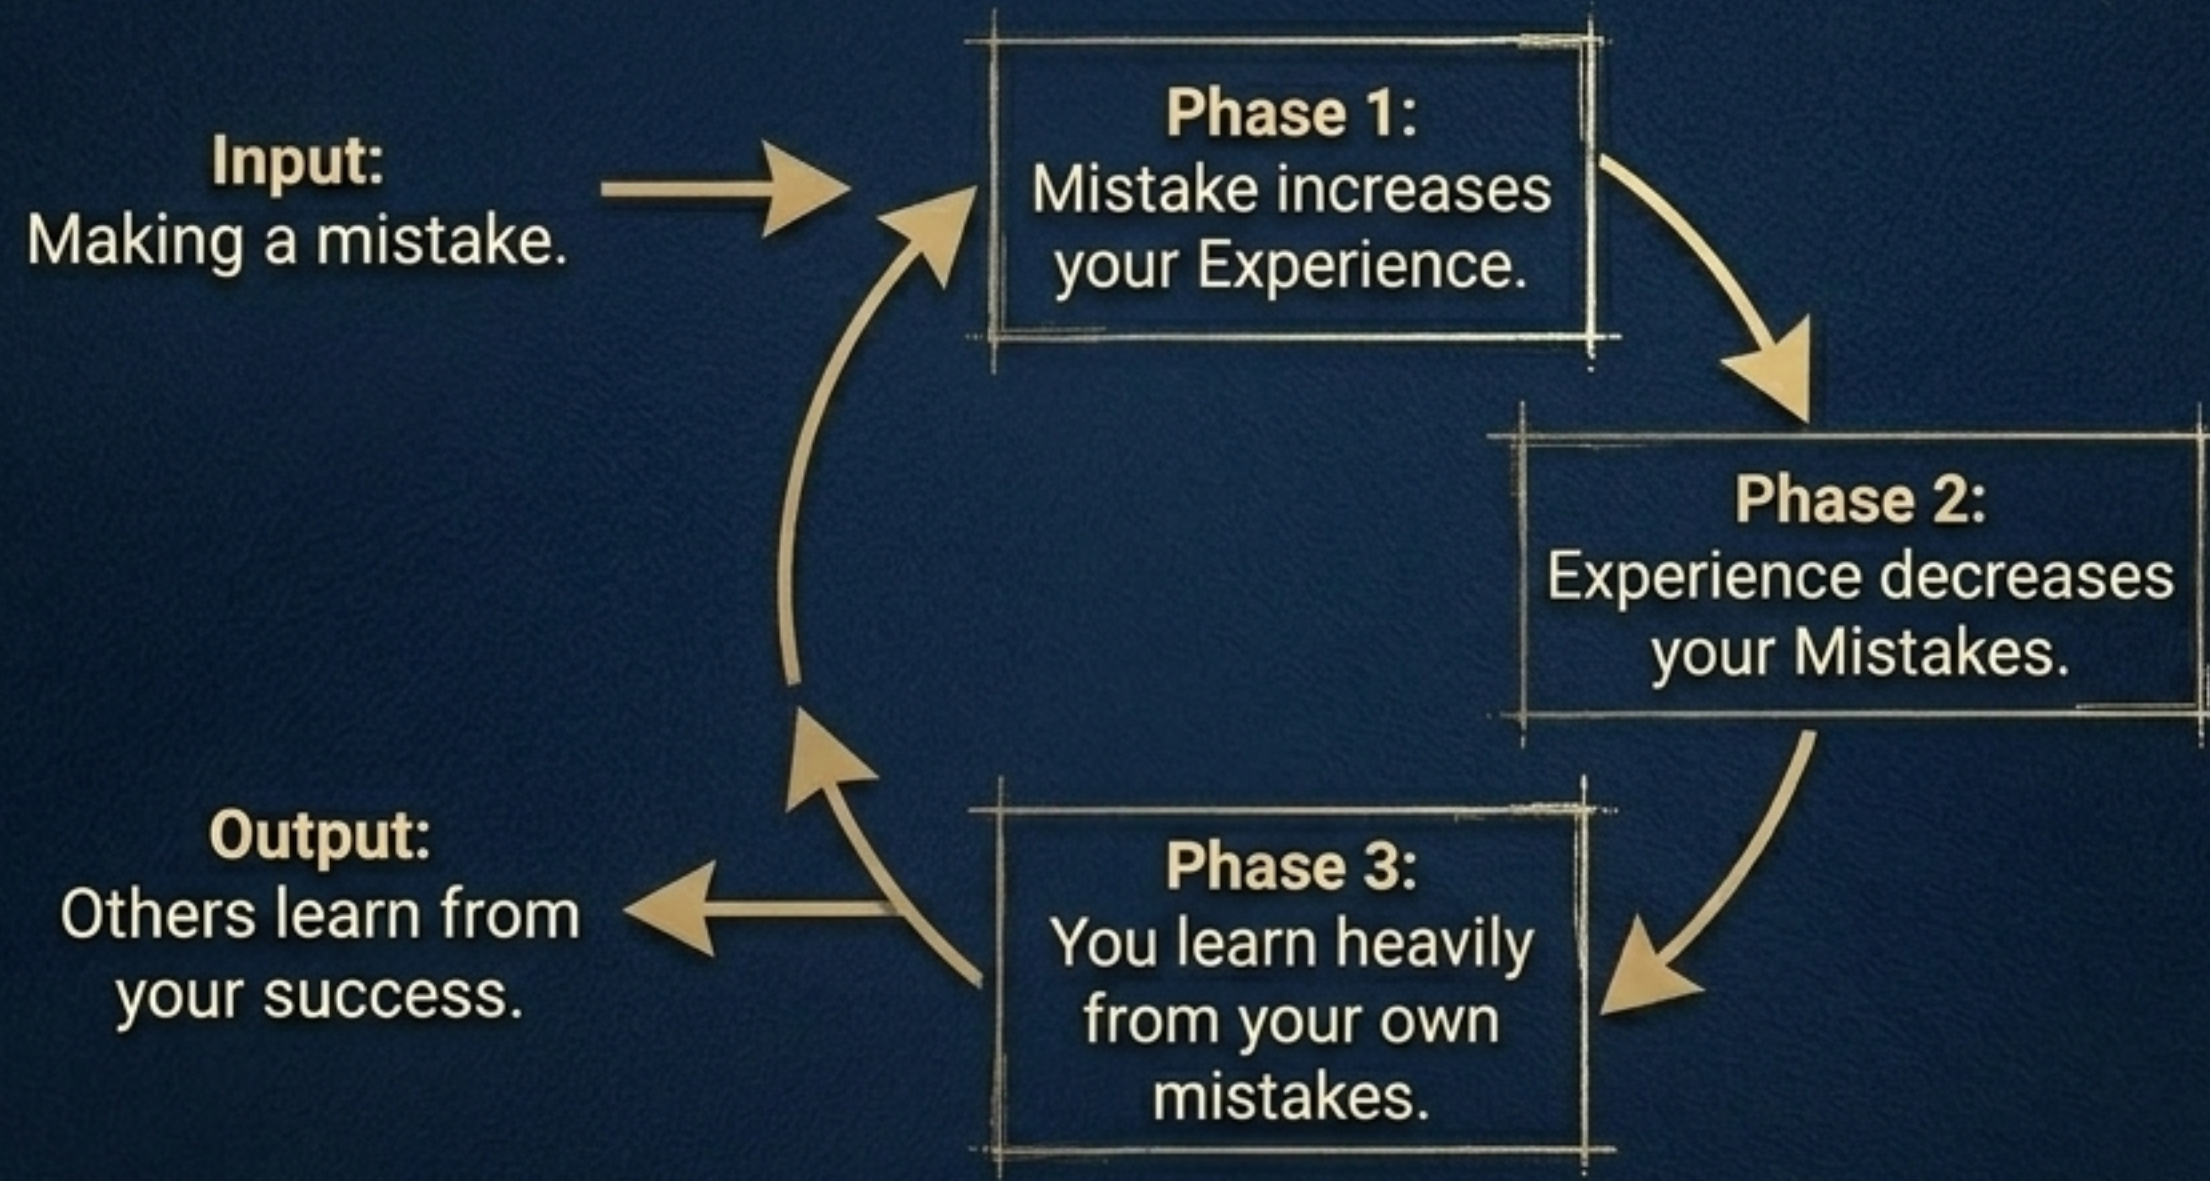 Input:
Making a mistake.
Phase 1:
Mistake increases
your Experience.
Phase 2:
Experience decreases
your Mistakes.
Phase 3:
You learn heavily
from your own
mistakes.
Output:
Others learn from
your success.